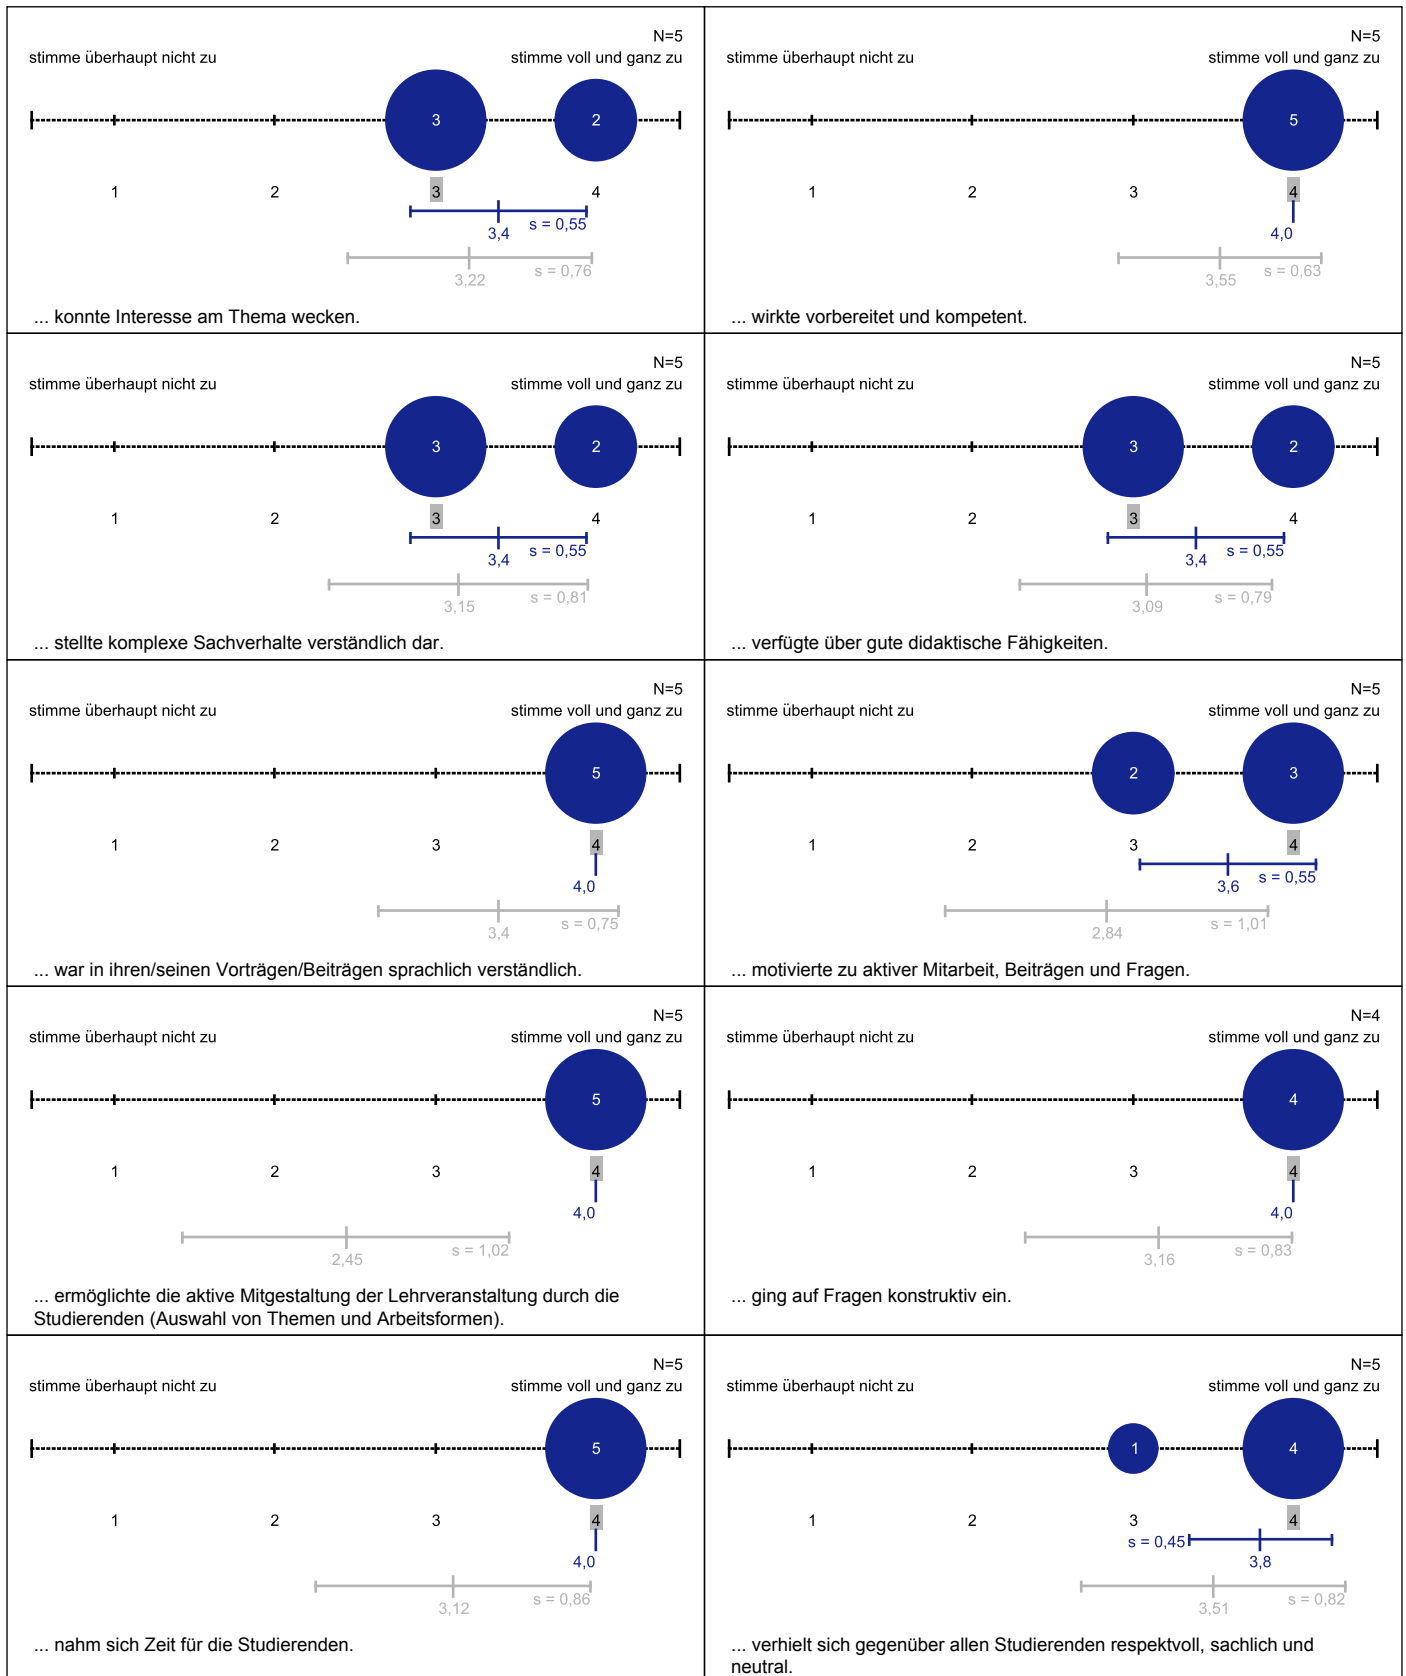 N=5
stimme überhaupt nicht zu stimme voll und ganz zu
3 2
1 2 3 4
s = 0,55
3,4
s = 0,76
3,22
... konnte Interesse am Thema wecken.
N=5
stimme überhaupt nicht zu stimme voll und ganz zu
5
1 2 3 4
4,0
s = 0,63
3,55
... wirkte vorbereitet und kompetent.
N=5
stimme überhaupt nicht zu stimme voll und ganz zu
3 2
1 2 3 4
s = 0,55
3,4
s = 0,81
3,15
... stellte komplexe Sachverhalte verständlich dar.
N=5
stimme überhaupt nicht zu stimme voll und ganz zu
3 2
1 2 3 4
s = 0,55
3,4
s = 0,79
3,09
... verfügte über gute didaktische Fähigkeiten.
N=5
stimme überhaupt nicht zu stimme voll und ganz zu
5
1 2 3 4
4,0
s = 0,75
3,4
... war in ihren/seinen Vorträgen/Beiträgen sprachlich verständlich.
N=5
stimme überhaupt nicht zu stimme voll und ganz zu
2 3
1 2 3 4
s = 0,55
3,6
s = 1,01
2,84
... motivierte zu aktiver Mitarbeit, Beiträgen und Fragen.
N=5
stimme überhaupt nicht zu stimme voll und ganz zu
5
1 2 3 4
4,0
s = 1,02
2,45
... ermöglichte die aktive Mitgestaltung der Lehrveranstaltung durch die
Studierenden (Auswahl von Themen und Arbeitsformen).
N=4
stimme überhaupt nicht zu stimme voll und ganz zu
4
1 2 3 4
4,0
s = 0,83
3,16
... ging auf Fragen konstruktiv ein.
N=5
stimme überhaupt nicht zu stimme voll und ganz zu
5
1 2 3 4
4,0
s = 0,86
3,12
... nahm sich Zeit für die Studierenden.
N=5
stimme überhaupt nicht zu stimme voll und ganz zu
1 4
1 2 3 4
s = 0,45
3,8
s = 0,82
3,51
... verhielt sich gegenüber allen Studierenden respektvoll, sachlich und
neutral.